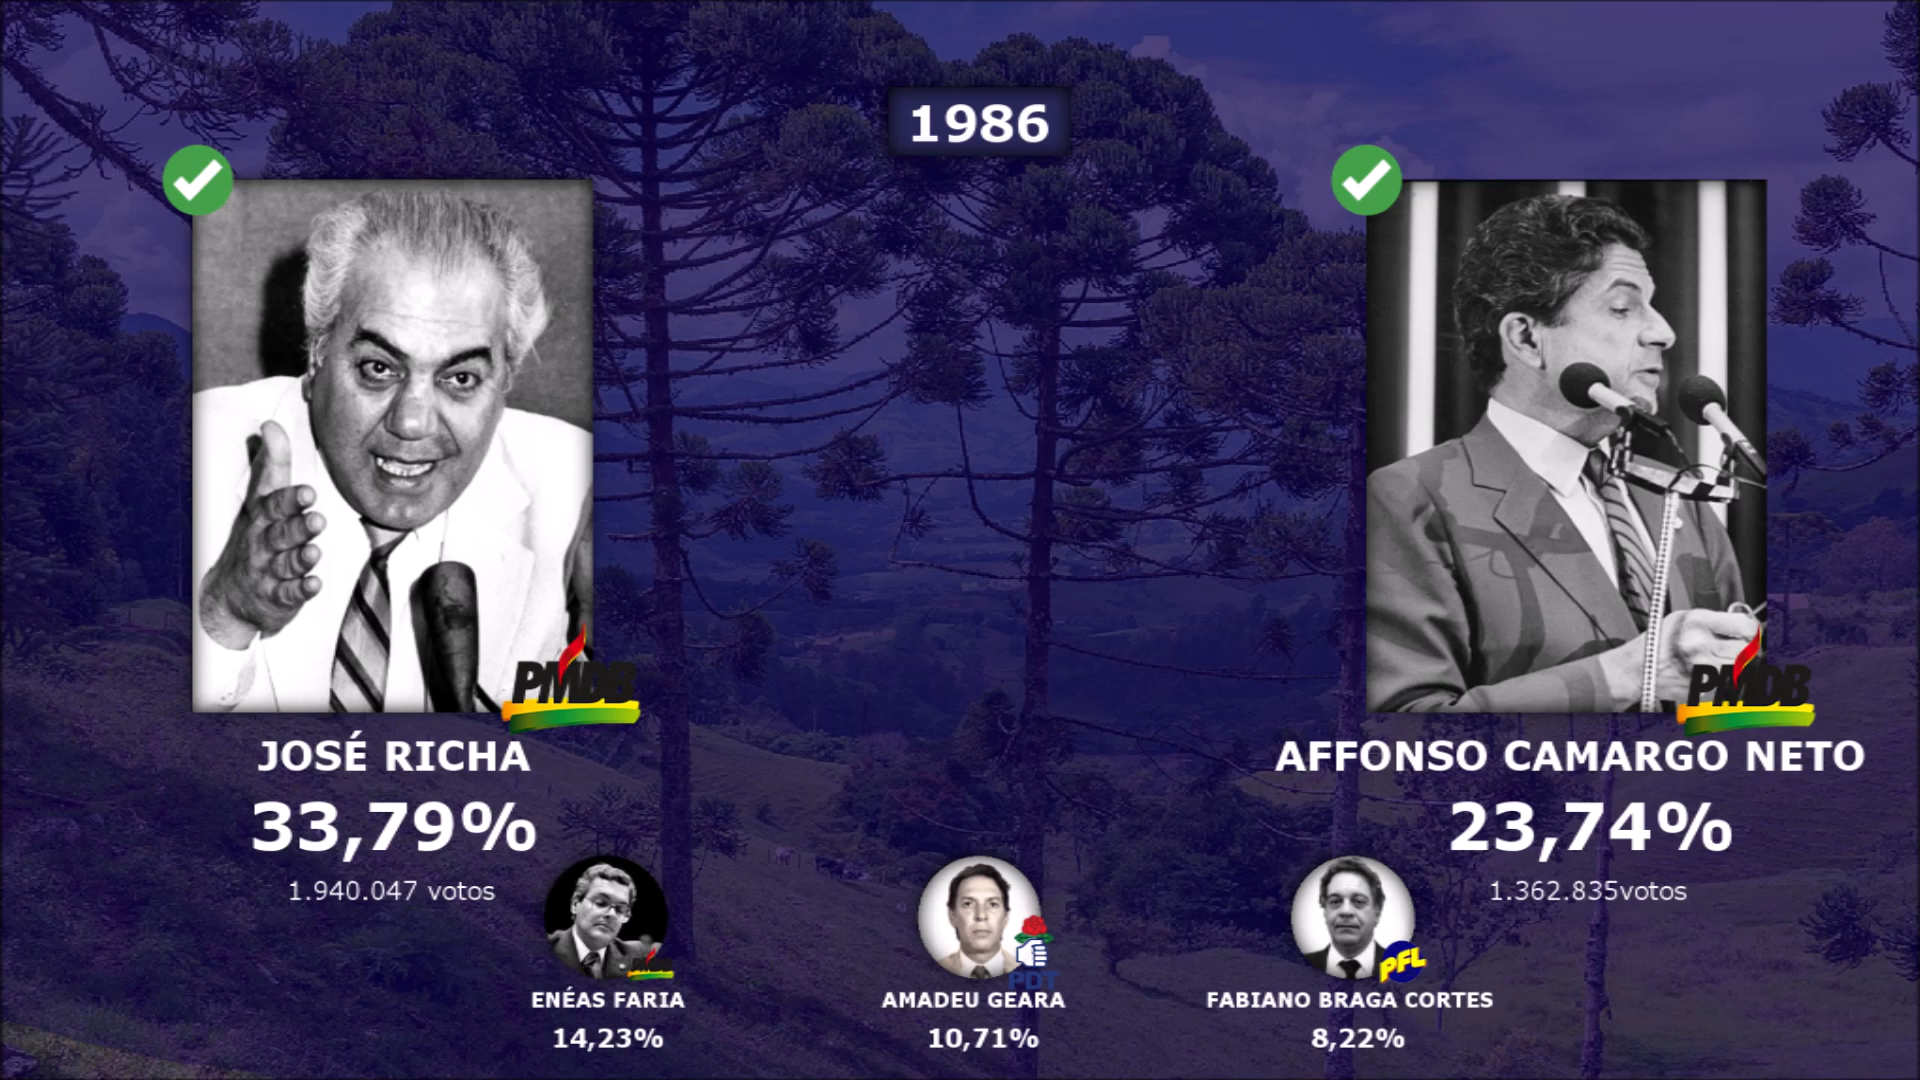 1986
PMDB
PMDB
JOSÉ RICHA
33,79%
1.940.047 votos
AFFONSO CAMARGO NETO
23,74%
1.362.835votos
PDT
PFL
ENÉAS FARIA
14,23%
AMADEU GEARA
10,71%
FABIANO BRAGA CORTES
8,22%